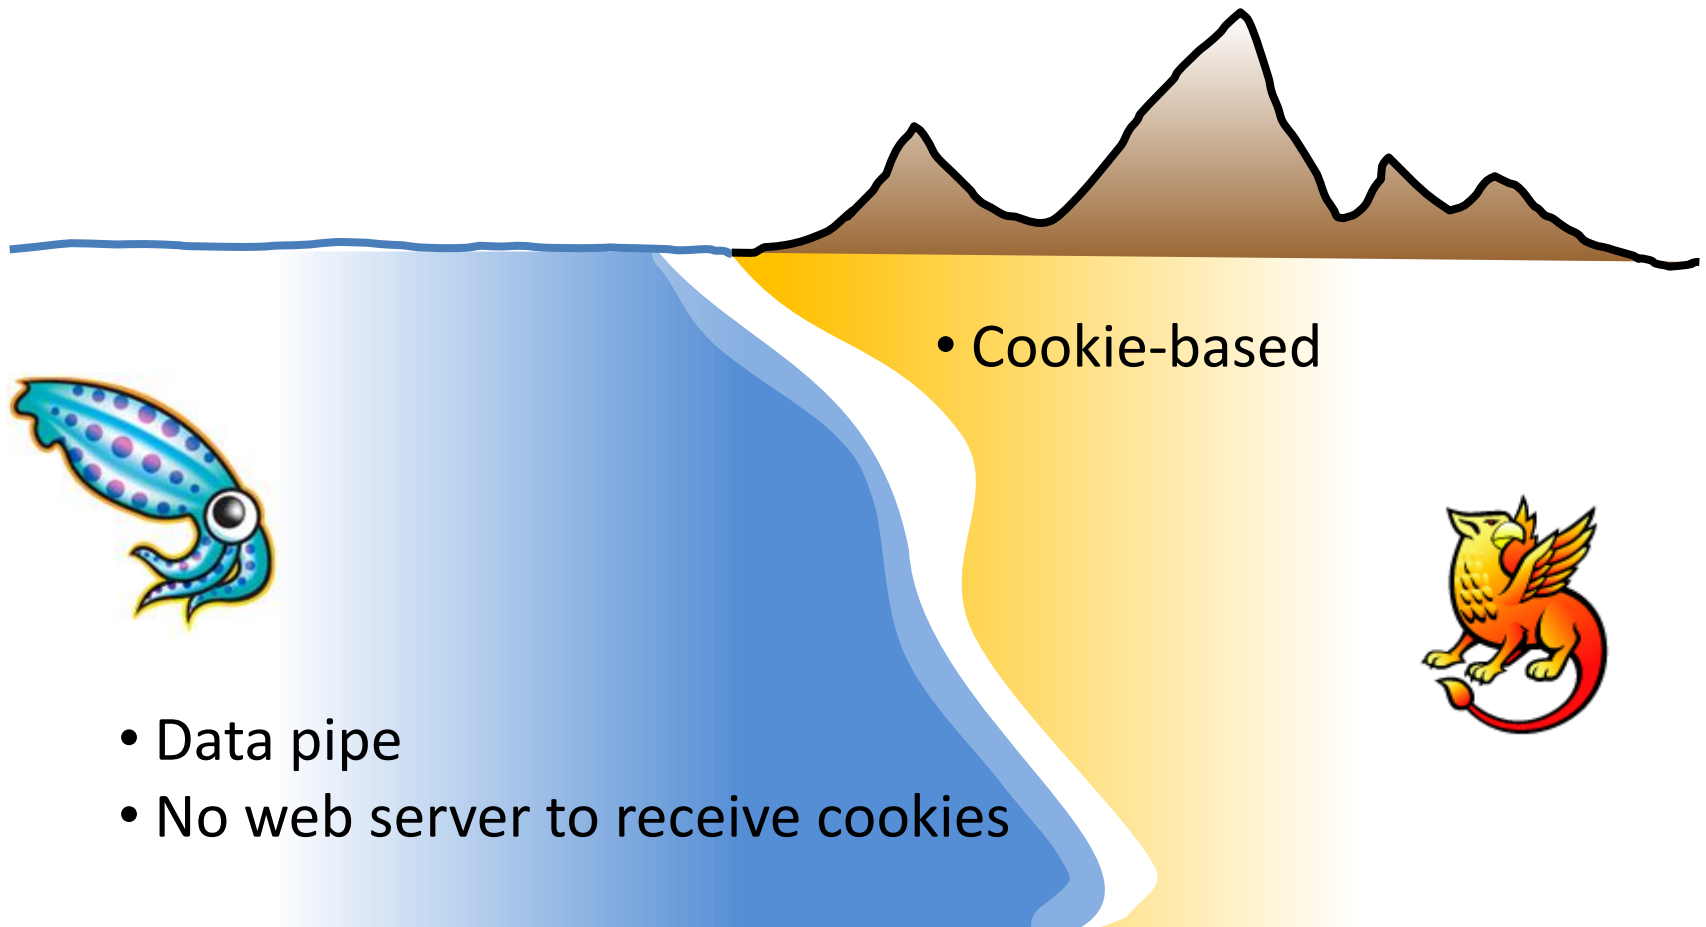 • Cookie-based
• Data pipe
• No web server to receive cookies